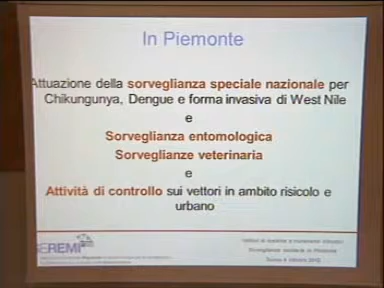 In Piemonte
Attuazione della sorveglianza speciale nazionale per
Chikungunya, Dengue e forma invasiva di West Nile
e
Sorveglianza entomologica
Sorveglianze veterinaria
e
Attività di controllo sui vettori in ambito risicolo e
urbano
SEREMI